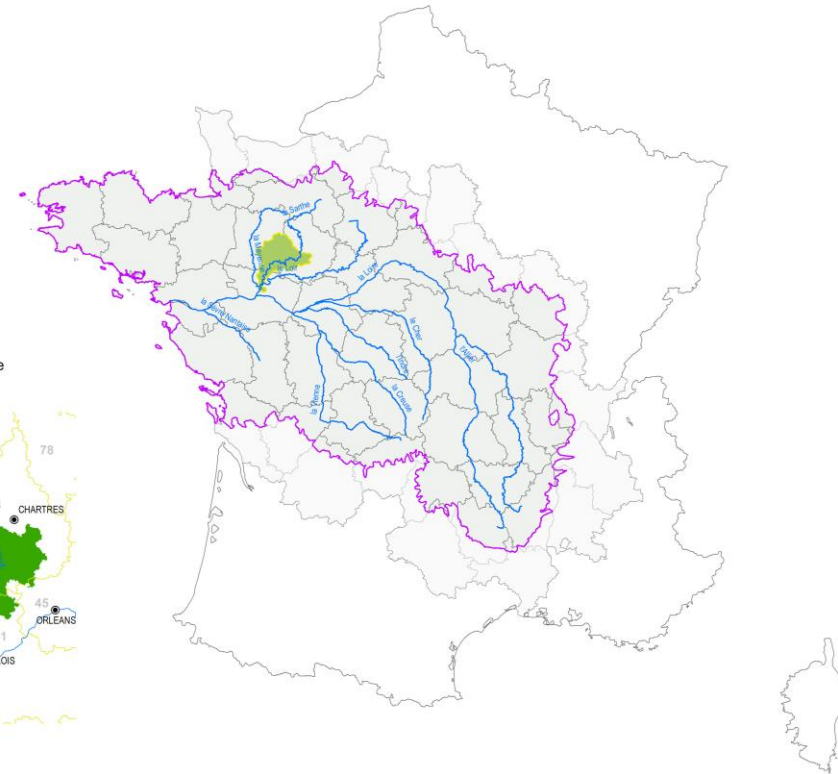 la Sarthe
la Mayenne
le Loir
la Loire
la Sèvre Nantaise
le Cher
l'Allier
l'Indre
la Creuse
la Vienne
e
78
CHARTRES
45
ORLEANS
1
OIS